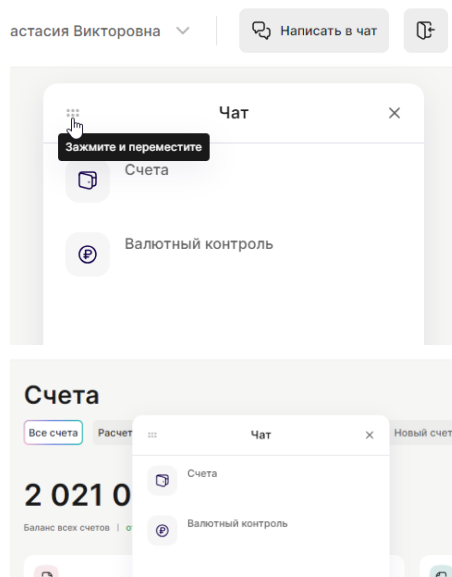 астасия Викторовна
Написать в чат
Чат
Зажмите и переместите
Счета
Валютный контроль
Счета
Все счета
Расчет
Чат
Новый счет
2 021 0
Счета
Баланс всех счетов
Валютный контроль